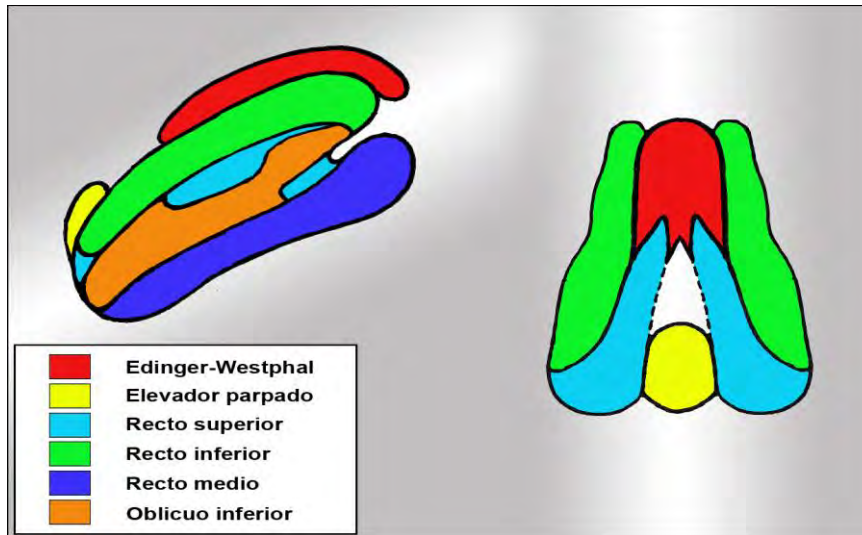 Edinger-Westphal
Elevador parpado
Recto superior
Recto inferior
Recto medio
Oblicuo inferior